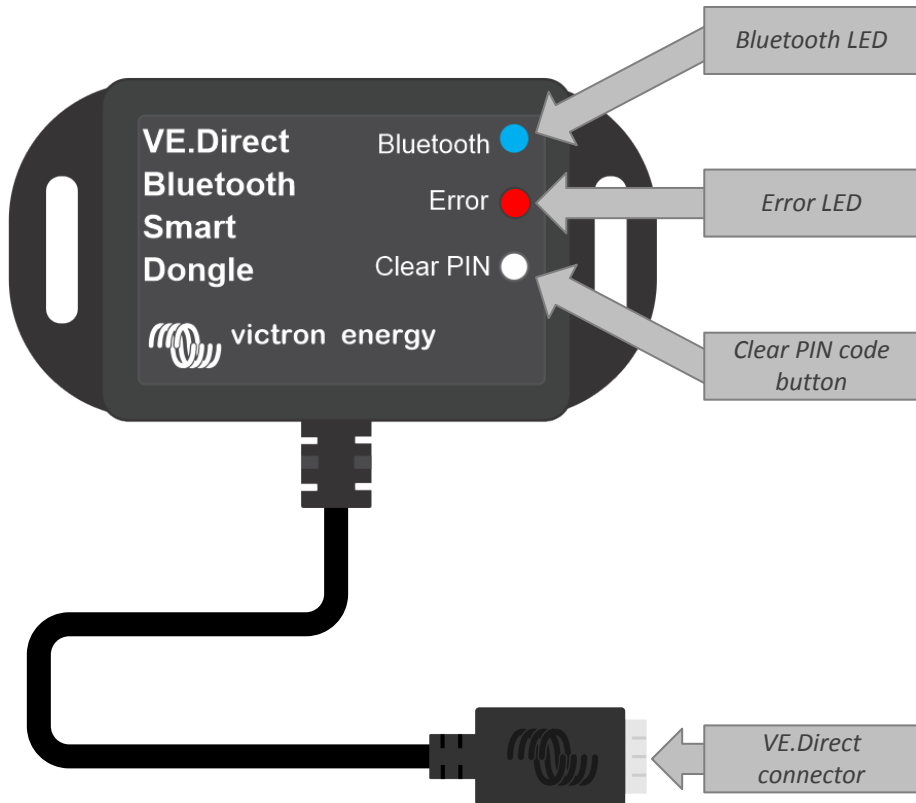 Bluetooth LED
VE.Direct
Bluetooth
Smart
Dongle
Bluetooth
Error
Clear PIN
victron energy
Error LED
Clear PIN code
button
VE.Direct
connector